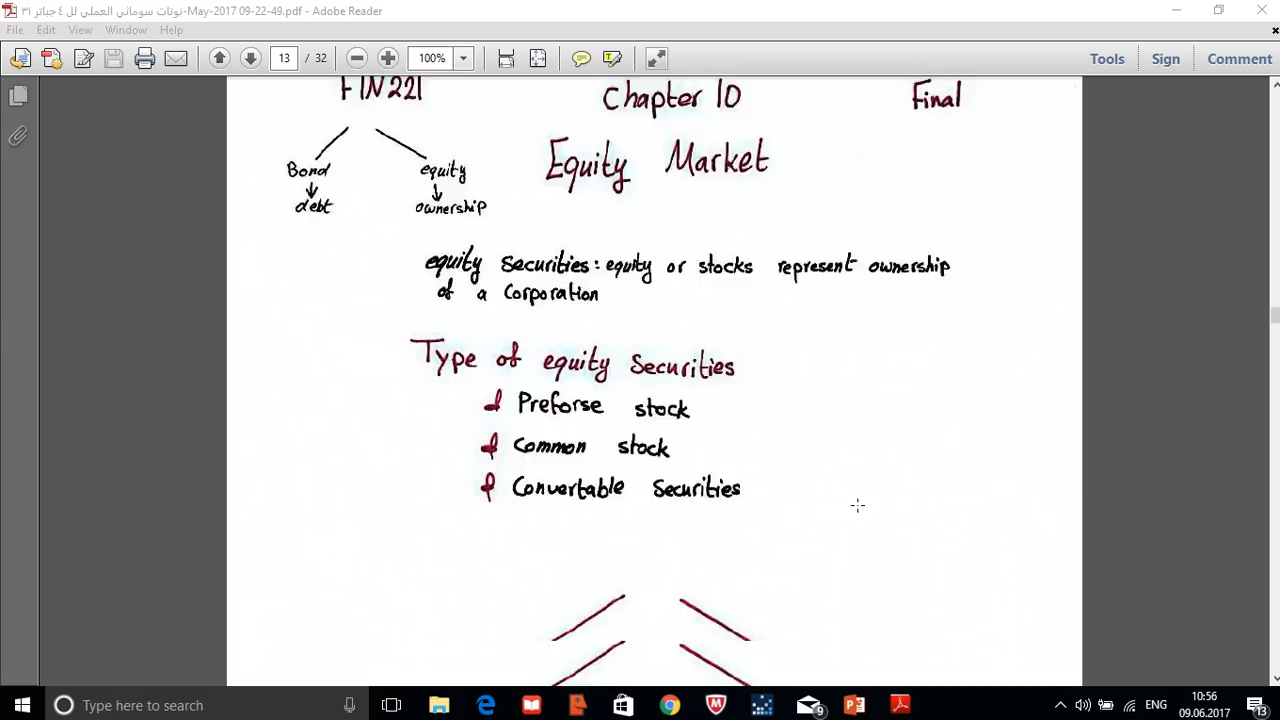 نوتات سوماني العملي لل ٤ جباتر ٣١-May-2017 09-22-49.pdf - Adobe Reader
File Edit View Window Help
13 / 32 100% Tools Sign Comment
FIN221 Chapter 10 Final
Equity Market
Bond equity
debt ownership
equity Securities: equity or stocks represent ownership
of a Corporation
Type of equity Securities
Preforse stock
Common stock
Convertable Securities
Type here to search
9
ENG
10:56
09.06.2017
13